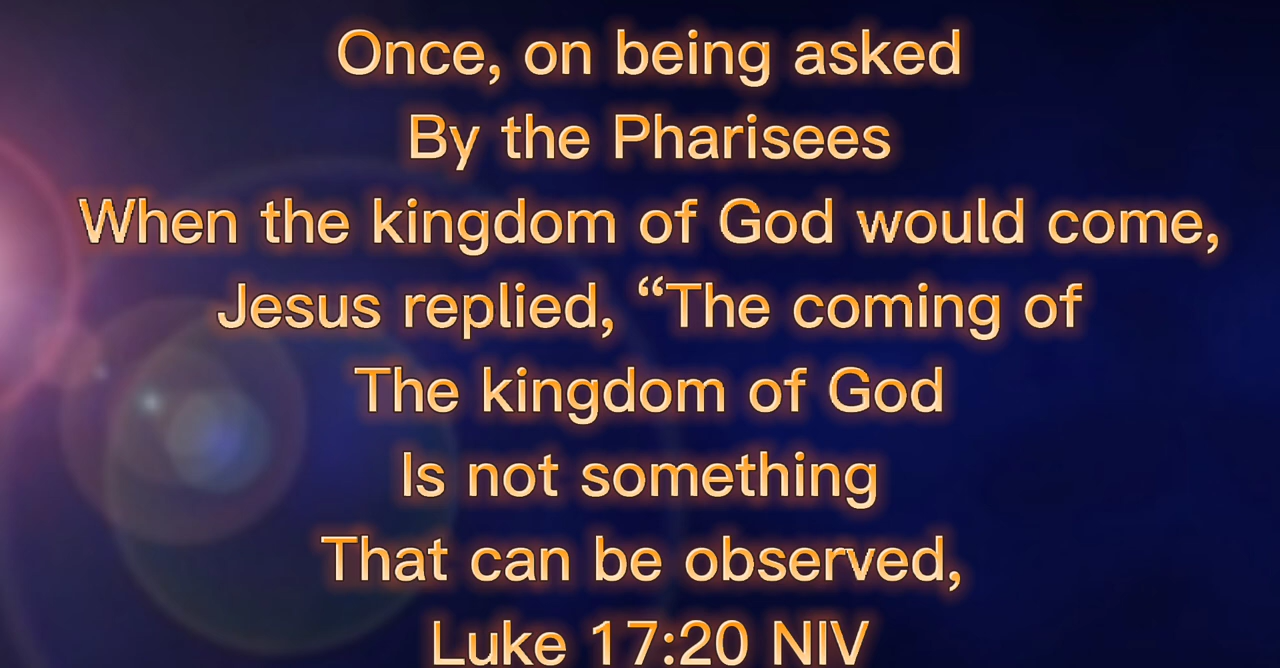 Once, on being asked
By the Pharisees
When the kingdom of God would come,
Jesus replied, “The coming of
The kingdom of God
Is not something
That can be observed,
Luke 17:20 NIV